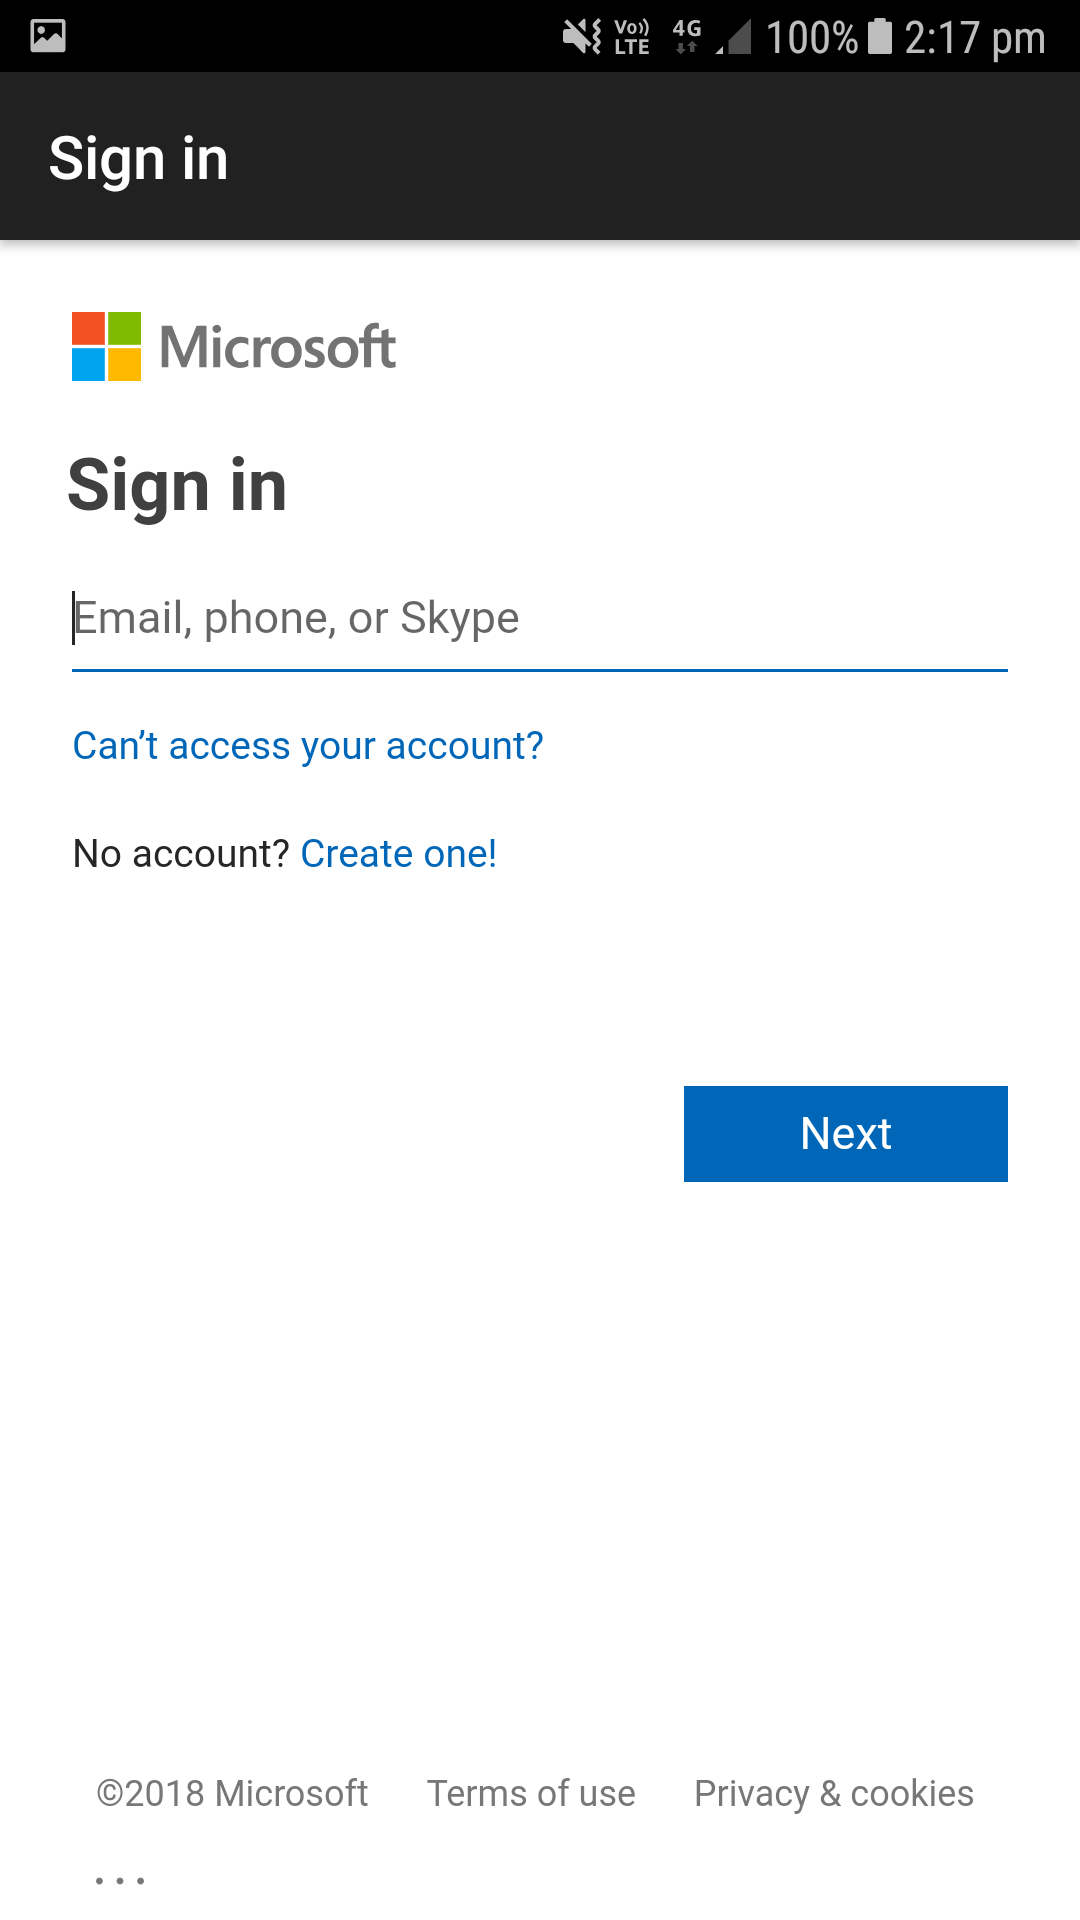 Vo)) LTE 4G 100% 2:17 pm
Sign in
Microsoft
Sign in
Email, phone, or Skype
Can’t access your account?
No account? Create one!
Next
©2018 Microsoft Terms of use Privacy & cookies
...